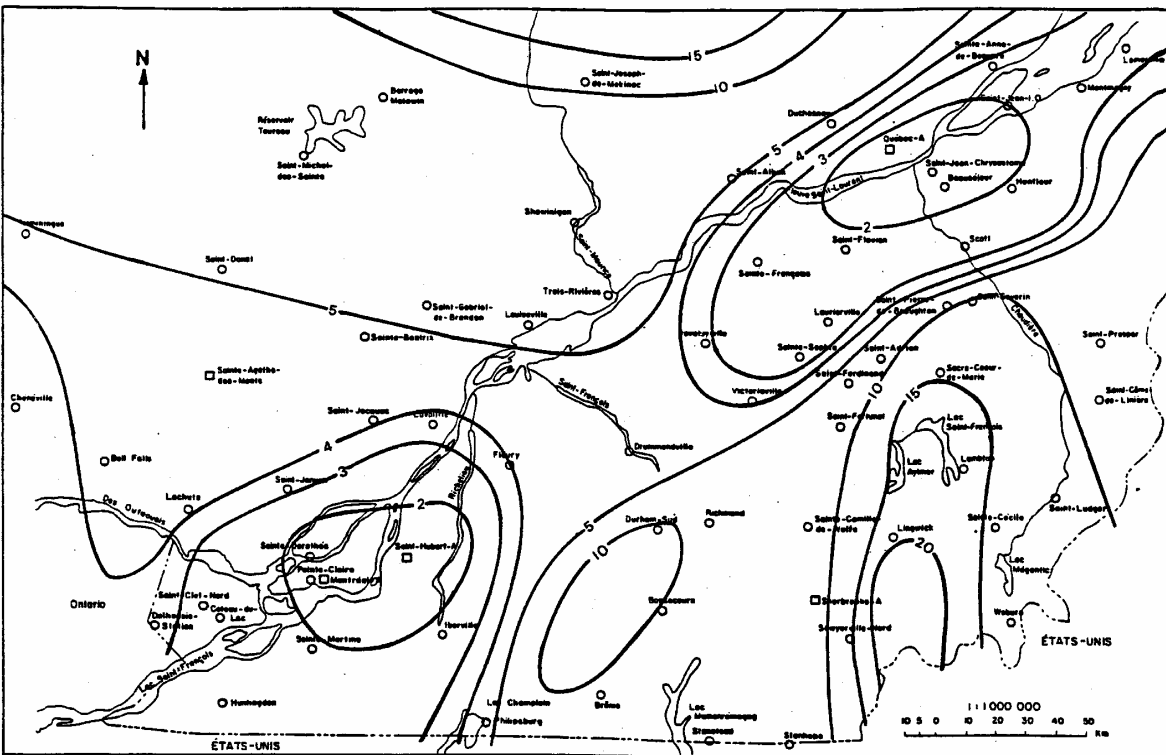 N
15
10
Saint-Joseph-
de-Mékinac
Sainte-Anne-
de-Beaupré
Montmagny
Réservoir
Taureau
Saint-Michel-
des-Saints
Duchesnay
5
4
3
Québec-A
Saint-Jean-Chrysostome
Beauséjour
Honfleur
Saint-Alban
fleuve Saint-Laurent
2
Shawinigan
Saint-Maurice
Saint-Flavien
Scott
Sainte-Françoise
Saint-Donat
Trois-Rivières
5
Saint-Gabriel-
de-Brandon
Louiseville
Sainte-Béatrix
Laurierville
Saint-Pierre-
de-Broughton
Saint-Séverin
Chaudière
Saint-Prosper
Sainte-Agathe-
des-Monts
Saint-Adrien
Saint-Ferdinand
Sacré-Coeur-
de-Marie
Saint-Côme
de-Linière
Chénéville
Victoriaville
10
15
Saint-François
Saint-Jacques
Lavaltrie
4
Saint-Fortunat
Lac
Saint-François
Drummondville
Bell Falls
Fleury
3
Lac
Aylmer
Lambton
Saint-Janvier
Richelieu
Lachute
Des Outaouais
2
5
Richmond
Saint-Ludger
Durham-Sud
Sainte-Camille-
de-Wolfe
Lingwick
Sainte-Cécile
20
10
Sainte-Dorothée
Saint-Hubert-A
Pointe-Claire
Lac
Mégantic
Ontario
Saint-Clet-Nord
Coteau-du-
Lac
Dalhousie-
Station
Bonsecours
Sherbrooke-A
Woburn
Iberville
Sainte-Martine
Sawyerville-Nord
ÉTATS-UNIS
Lac Saint-François
Huntingdon
Lac Champlain
Philipsburg
Brôme
Lac
Memphrémagog
Stanstead
Stanhope
ÉTATS-UNIS
1:1 000 000
10 5 0 10 20 30 40 50
Km